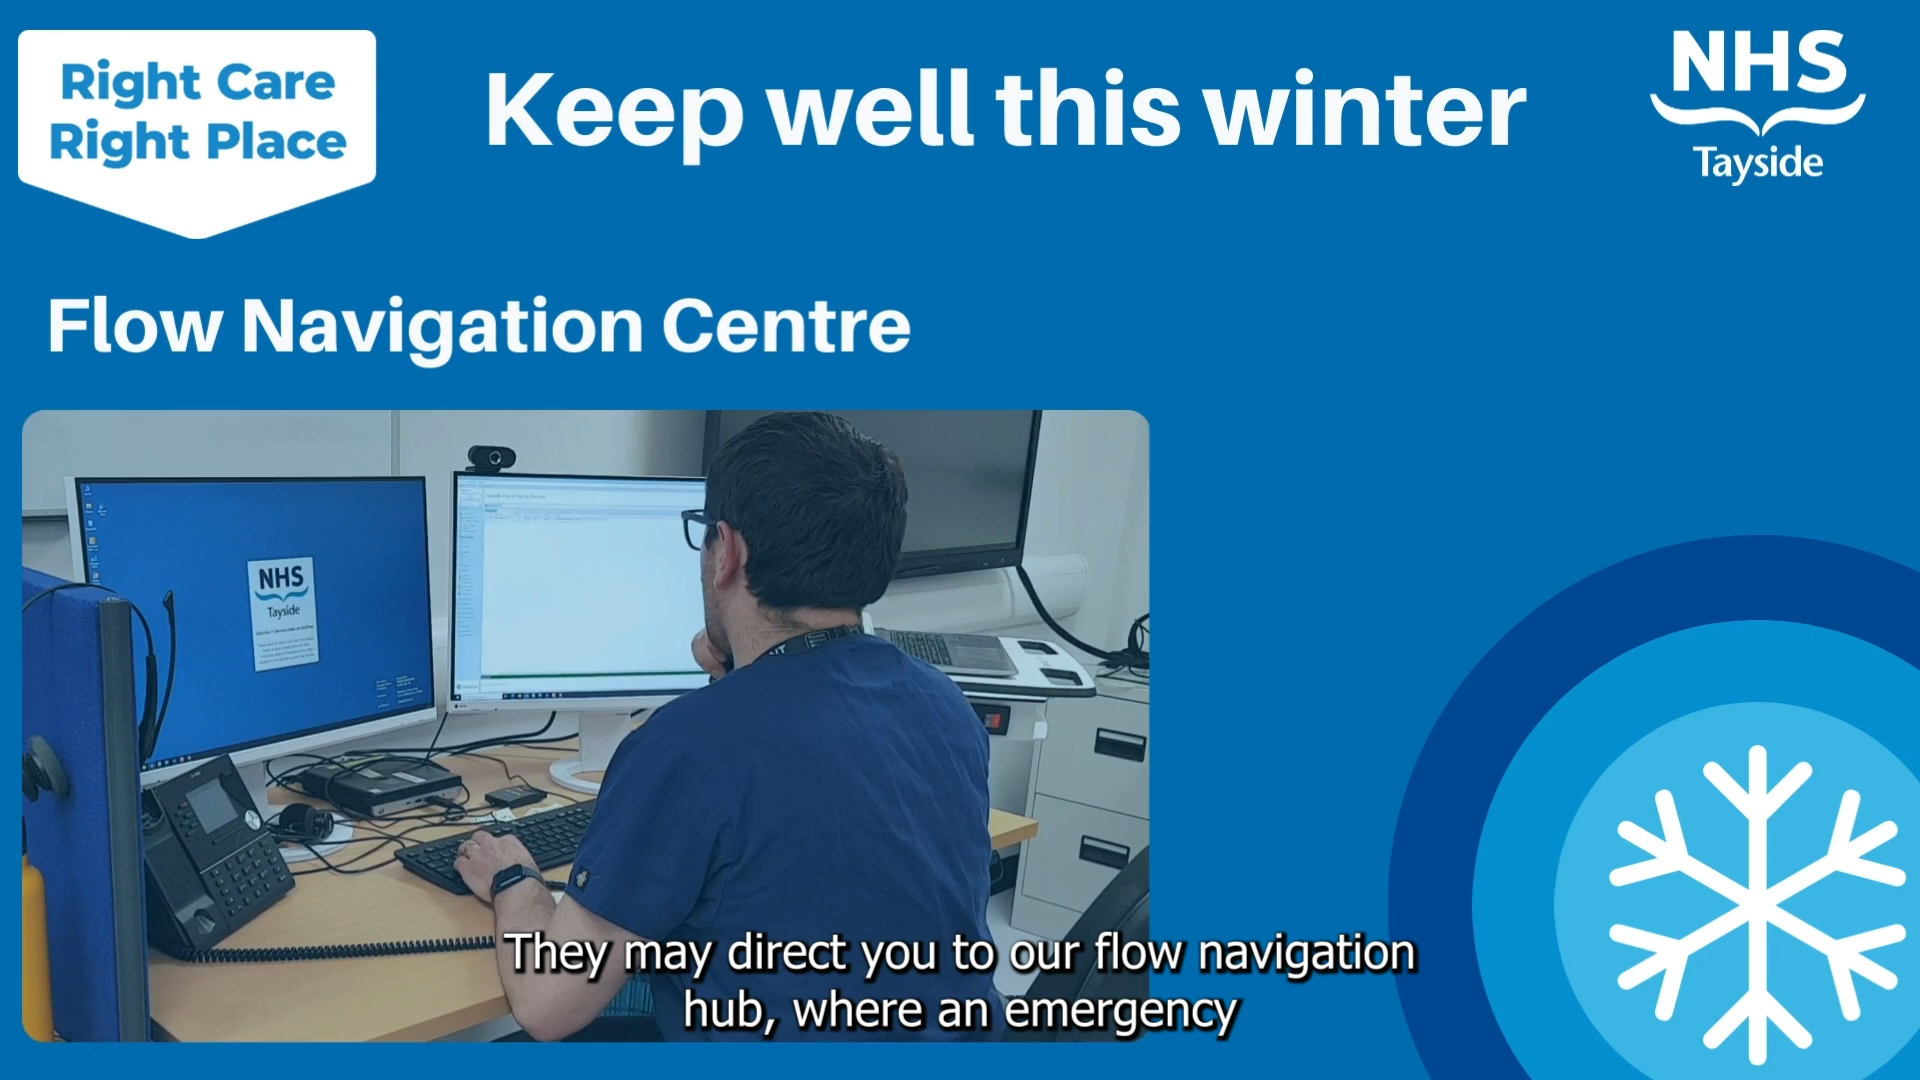 Right Care
Right Place
Keep well this winter
NHS
Tayside
Flow Navigation Centre
NHS
Tayside
They may direct you to our flow navigation
hub, where an emergency